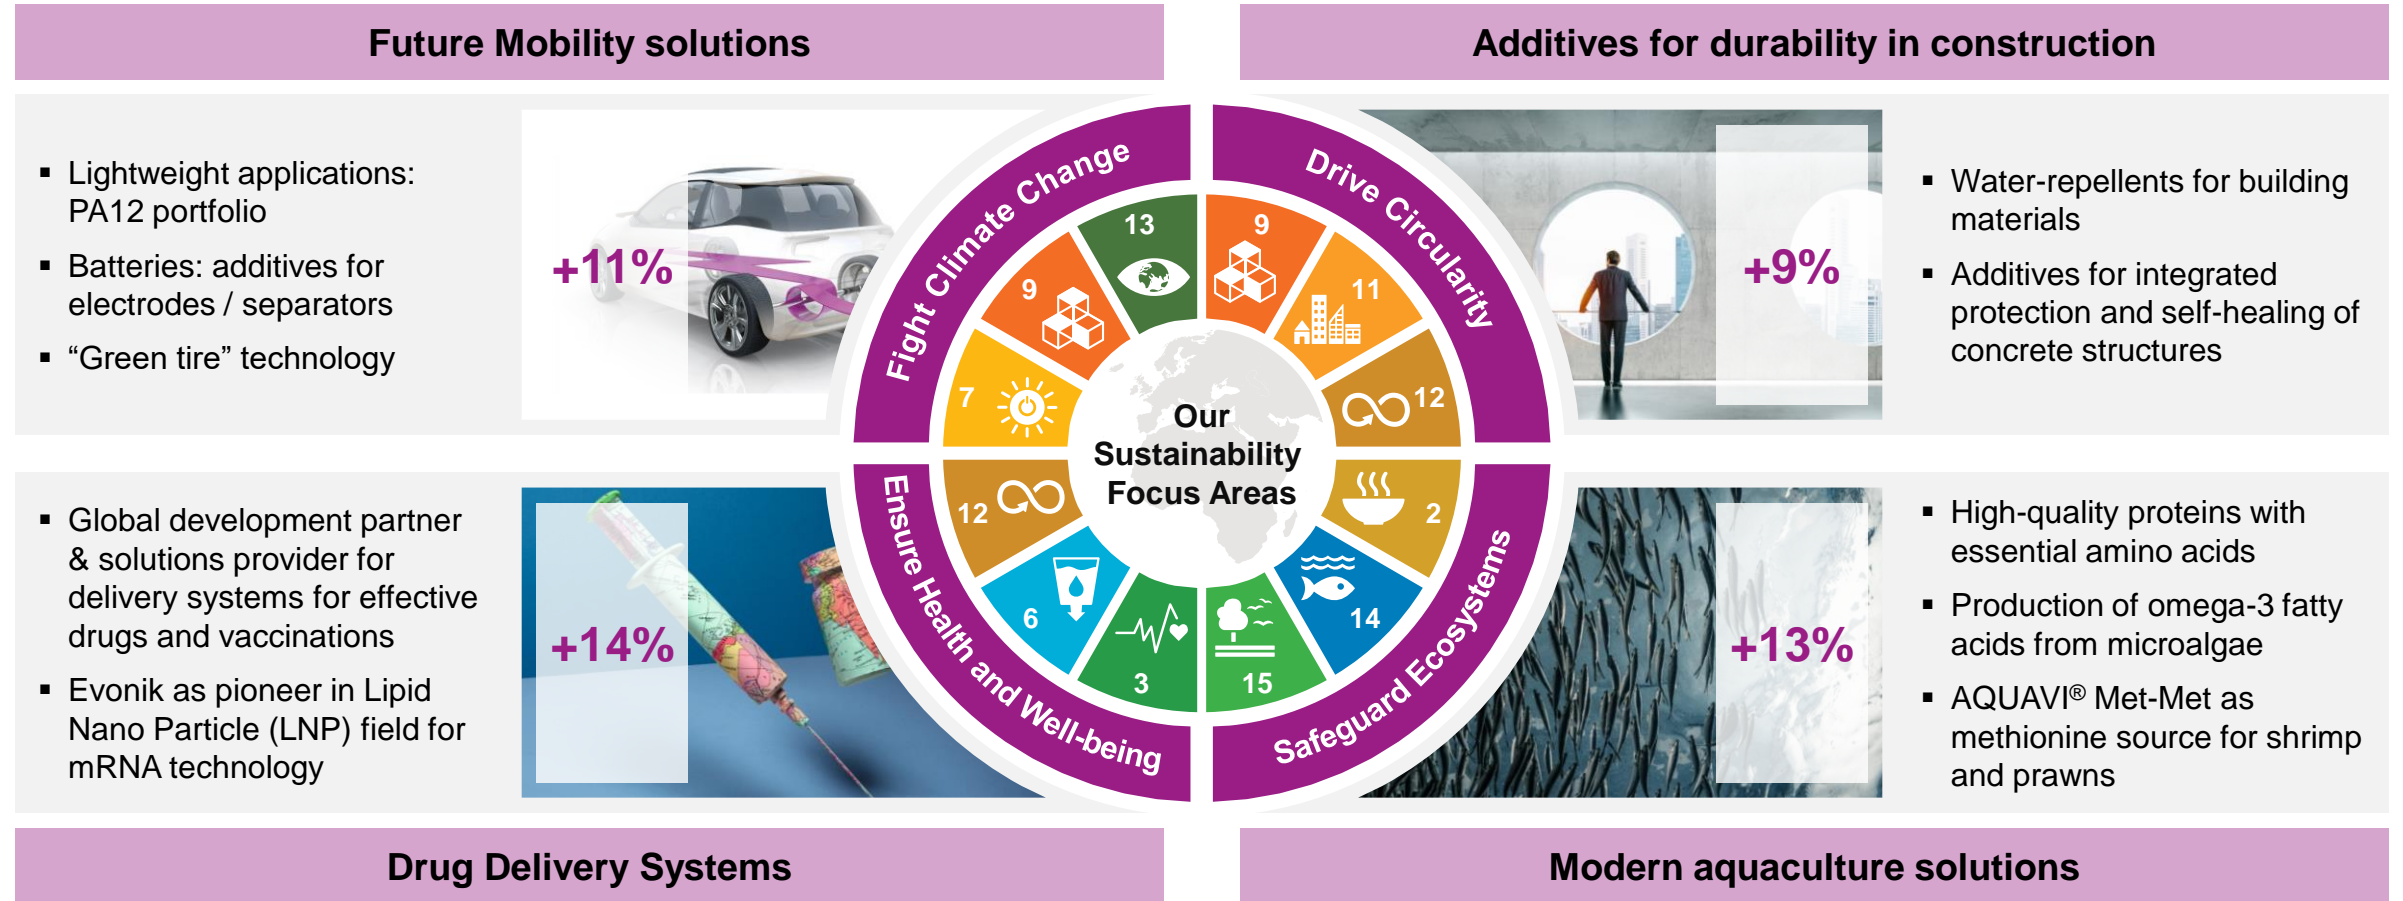 Future Mobility solutions
Additives for durability in construction
▪ Lightweight applications:
PA12 portfolio
▪ Batteries: additives for
electrodes / separators
▪ “Green tire” technology
+11%
Fight Climate Change
Drive Circularity
+9%
▪ Water-repellents for building
materials
▪ Additives for integrated
protection and self-healing of
concrete structures
13
9
7
9
11
12
Our
Sustainability
Focus Areas
12
6
3
2
14
15
▪ Global development partner
& solutions provider for
delivery systems for effective
drugs and vaccinations
▪ Evonik as pioneer in Lipid
Nano Particle (LNP) field for
mRNA technology
+14%
Ensure Health and Well-being
Safeguard Ecosystems
+13%
▪ High-quality proteins with
essential amino acids
▪ Production of omega-3 fatty
acids from microalgae
▪ AQUAVI® Met-Met as
methionine source for shrimp
and prawns
Drug Delivery Systems
Modern aquaculture solutions